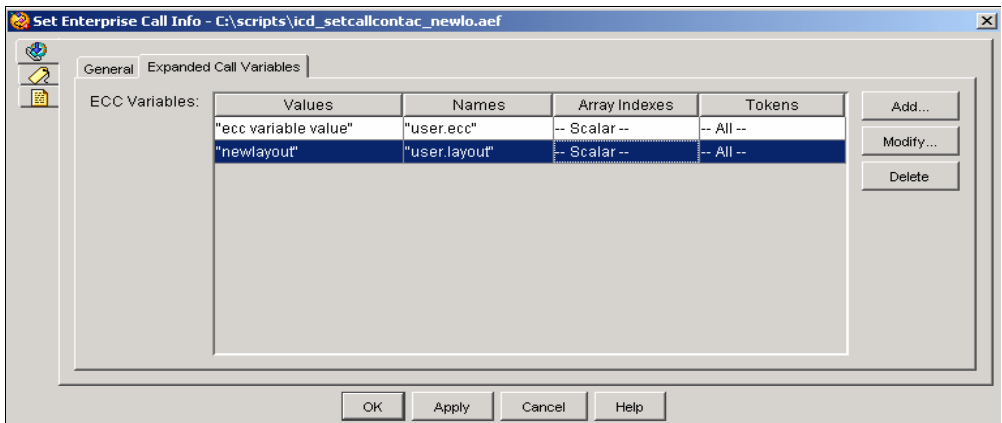 Set Enterprise Call Info - C:\scripts\icd_setcallcontac_newlo.aef
General Expanded Call Variables
ECC Variables:
Values Names Array Indexes Tokens
"ecc variable value" "user.ecc" -- Scalar -- -- All --
"newlayout" "user.layout" -- Scalar -- -- All --
Add...
Modify...
Delete
OK Apply Cancel Help